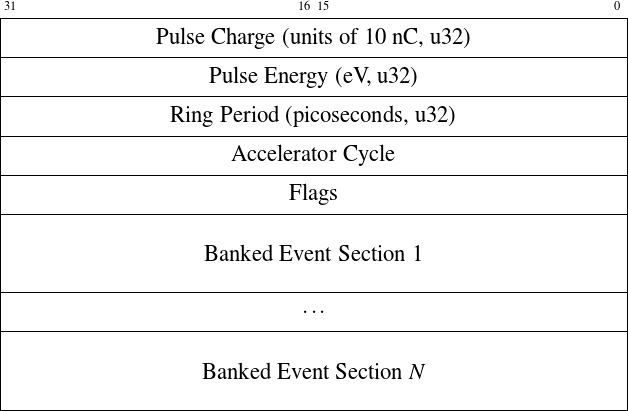 31 16 15 0
Pulse Charge (units of 10 nC, u32)
Pulse Energy (eV, u32)
Ring Period (picoseconds, u32)
Accelerator Cycle
Flags
Banked Event Section 1
...
Banked Event Section N